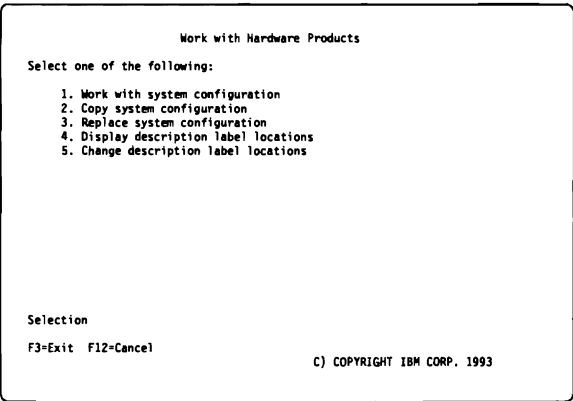 Work with Hardware Products
Select one of the following:
1. Work with system configuration
2. Copy system configuration
3. Replace system configuration
4. Display description label locations
5. Change description label locations
Selection
F3=Exit F12=Cancel
C) COPYRIGHT IBM CORP. 1993